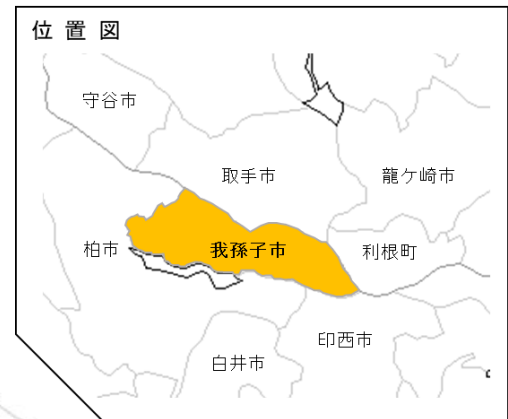 位置図
守谷市
取手市
龍ケ崎市
柏市
我孫子市
利根町
印西市
白井市